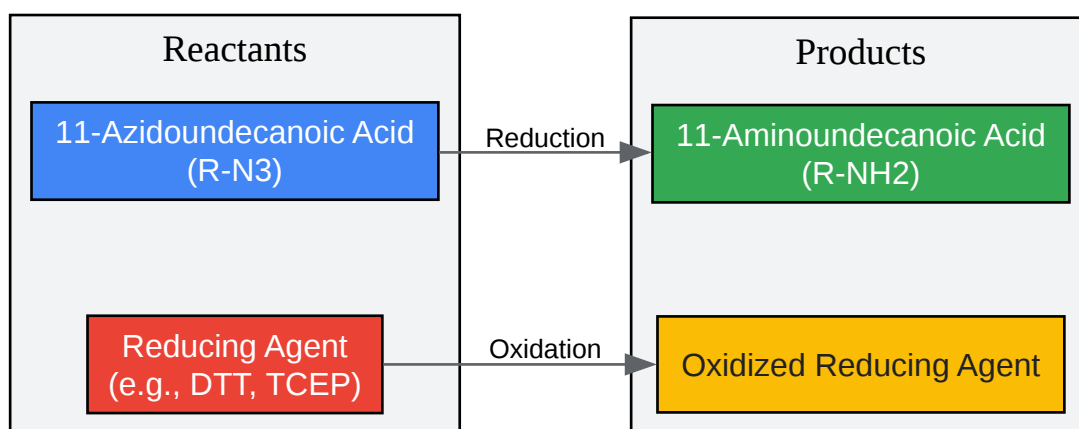 Reactants
Products
11-Azidoundecanoic Acid
(R-N3)
Reduction
11-Aminoundecanoic Acid
(R-NH2)
Reducing Agent
(e.g., DTT, TCEP)
Oxidation
Oxidized Reducing Agent